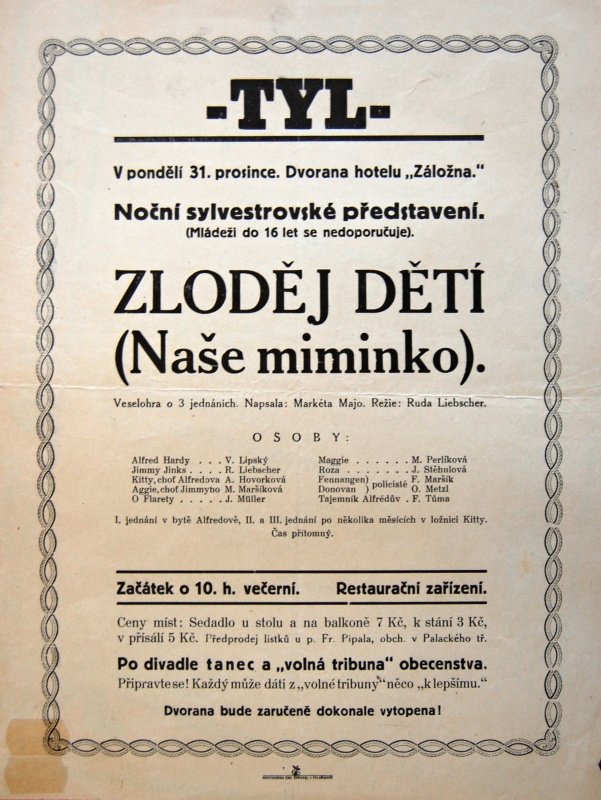 -TYL-
V pondělí 31. prosince. Dvorana hotelu „Záložna.“
Noční sylvestrovské představení.
(Mládeži do 16 let se nedoporučuje).
ZLODĚJ DĚTÍ
(Naše miminko).
Veselohra o 3 jednáních. Napsala: Markéta Majo. Režie: Ruda Liebscher.
OSOBY:
Alfred Hardy . . . V. Lipský
Jimmy Jinks . . . . R. Liebscher
Kitty, choť Alfredova A. Hovorková
Aggie, choť Jimmyho M. Maršíková
O Flarety . . . . . J. Müller
Maggie . . . . . . M. Perlíková
Roza . . . . . . . J. Stěhulová
Fennangen) policisté F. Maršík
Donovan ) O. Metzl
Tajemník Alfrédův . F. Tůma
I. jednání v bytě Alfredově, II. a III. jednání po několika měsících v ložnici Kitty.
Čas přítomný.
Začátek o 10. h. večerní. Restaurační zařízení.
Ceny míst: Sedadlo u stolu a na balkoně 7 Kč, k stání 3 Kč,
v přísálí 5 Kč. Předprodej lístků u p. Fr. Pipala, obch. v Palackého tř.
Po divadle tanec a „volná tribuna“ obecenstva.
Připravte se! Každý může dáti z „volné tribuny“ něco „k lepšímu.“
Dvorana bude zaručeně dokonale vytopena!